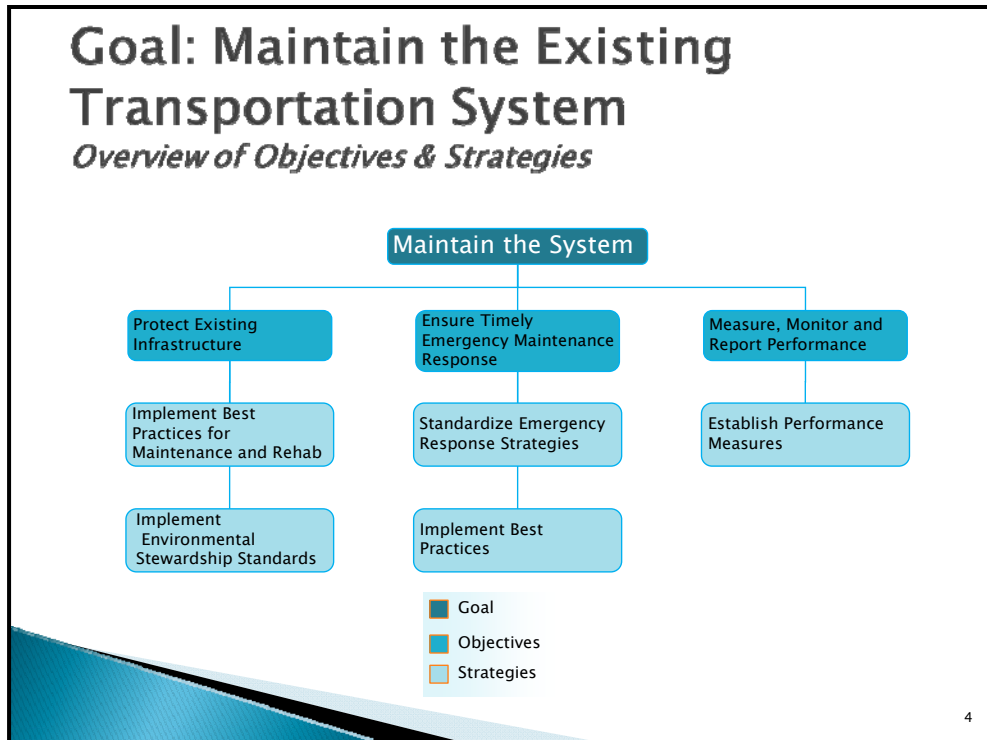 Goal: Maintain the Existing
Transportation System
Overview of Objectives & Strategies
Maintain the System
Protect Existing
Infrastructure
Ensure Timely
Emergency Maintenance
Response
Measure, Monitor and
Report Performance
Implement Best
Practices for
Maintenance and Rehab
Standardize Emergency
Response Strategies
Establish Performance
Measures
Implement
Environmental
Stewardship Standards
Implement Best
Practices
Goal
Objectives
Strategies
4